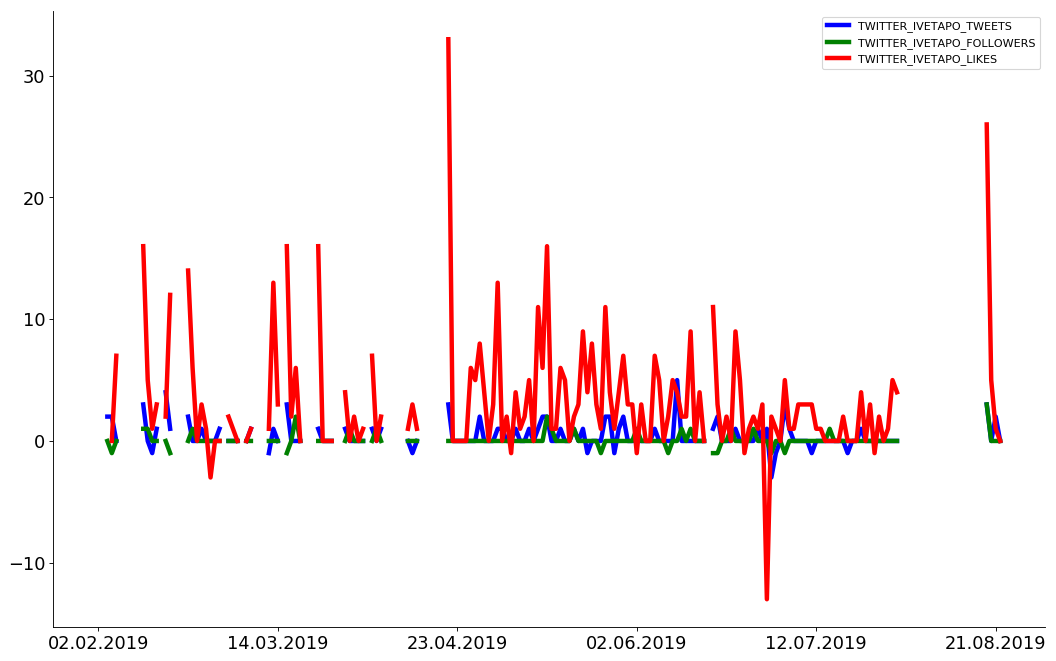 TWITTER_IVETAPO_TWEETS
TWITTER_IVETAPO_FOLLOWERS
TWITTER_IVETAPO_LIKES
30
20
10
0
−10
02.02.2019 14.03.2019 23.04.2019 02.06.2019 12.07.2019 21.08.2019